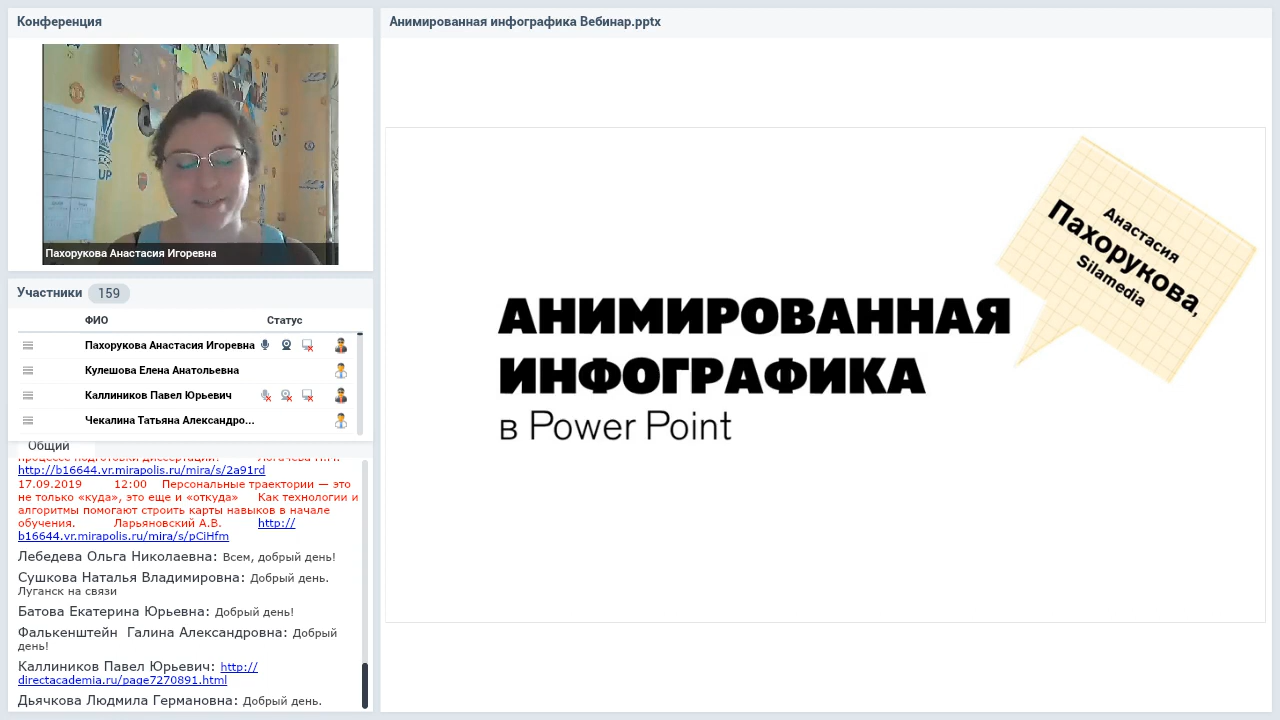 Конференция
UP
Пахорукова Анастасия Игоревна
Участники 159
ФИО Статус
Пахорукова Анастасия Игоревна
Кулешова Елена Анатольевна
Каллиников Павел Юрьевич
Чекалина Татьяна Александро...
Общий
процессе подготовки диссертации?
http://b16644.vr.mirapolis.ru/mira/s/2a91rd
17.09.2019 12:00 Персональные траектории — это
не только «куда», это еще и «откуда» Как технологии и
алгоритмы помогают строить карты навыков в начале
обучения. Ларьяновский А.В. http://
b16644.vr.mirapolis.ru/mira/s/pCiHfm
Лебедева Ольга Николаевна: Всем, добрый день!
Сушкова Наталья Владимировна: Добрый день.
Луганск на связи
Батова Екатерина Юрьевна: Добрый день!
Фалькенштейн Галина Александровна: Добрый
день!
Каллиников Павел Юрьевич: http://
directacademia.ru/page7270891.html
Дьячкова Людмила Германовна: Добрый день.
Анимированная инфографика Вебинар.pptx
Анастасия
Пахорукова,
Silamedia
АНИМИРОВАННАЯ
ИНФОГРАФИКА
в Power Point